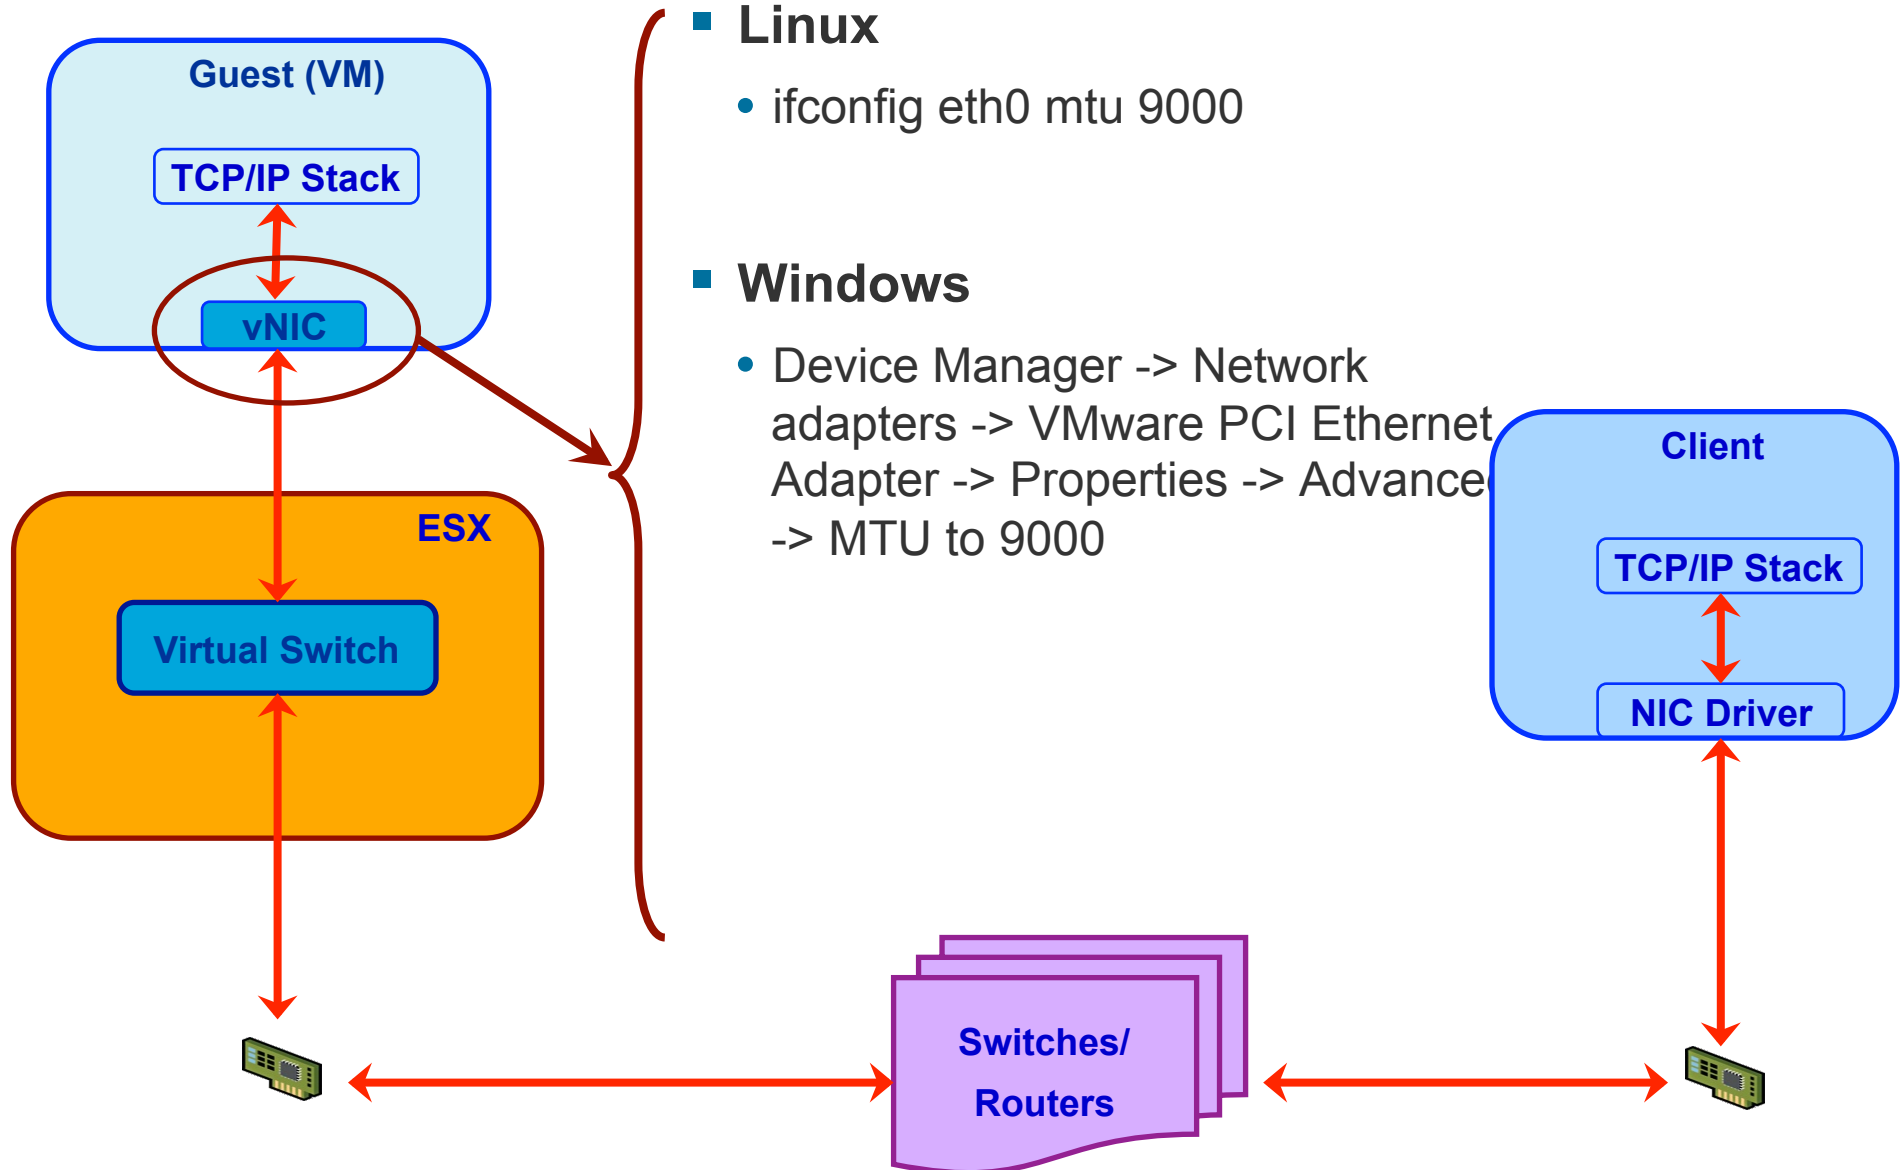 Linux
ifconfig eth0 mtu 9000
Windows
Device Manager -> Network
adapters -> VMware PCI Ethernet
Adapter -> Properties -> Advance
-> MTU to 9000
Guest (VM)
TCP/IP Stack
vNIC
ESX
Virtual Switch
Switches/
Routers
Client
TCP/IP Stack
NIC Driver